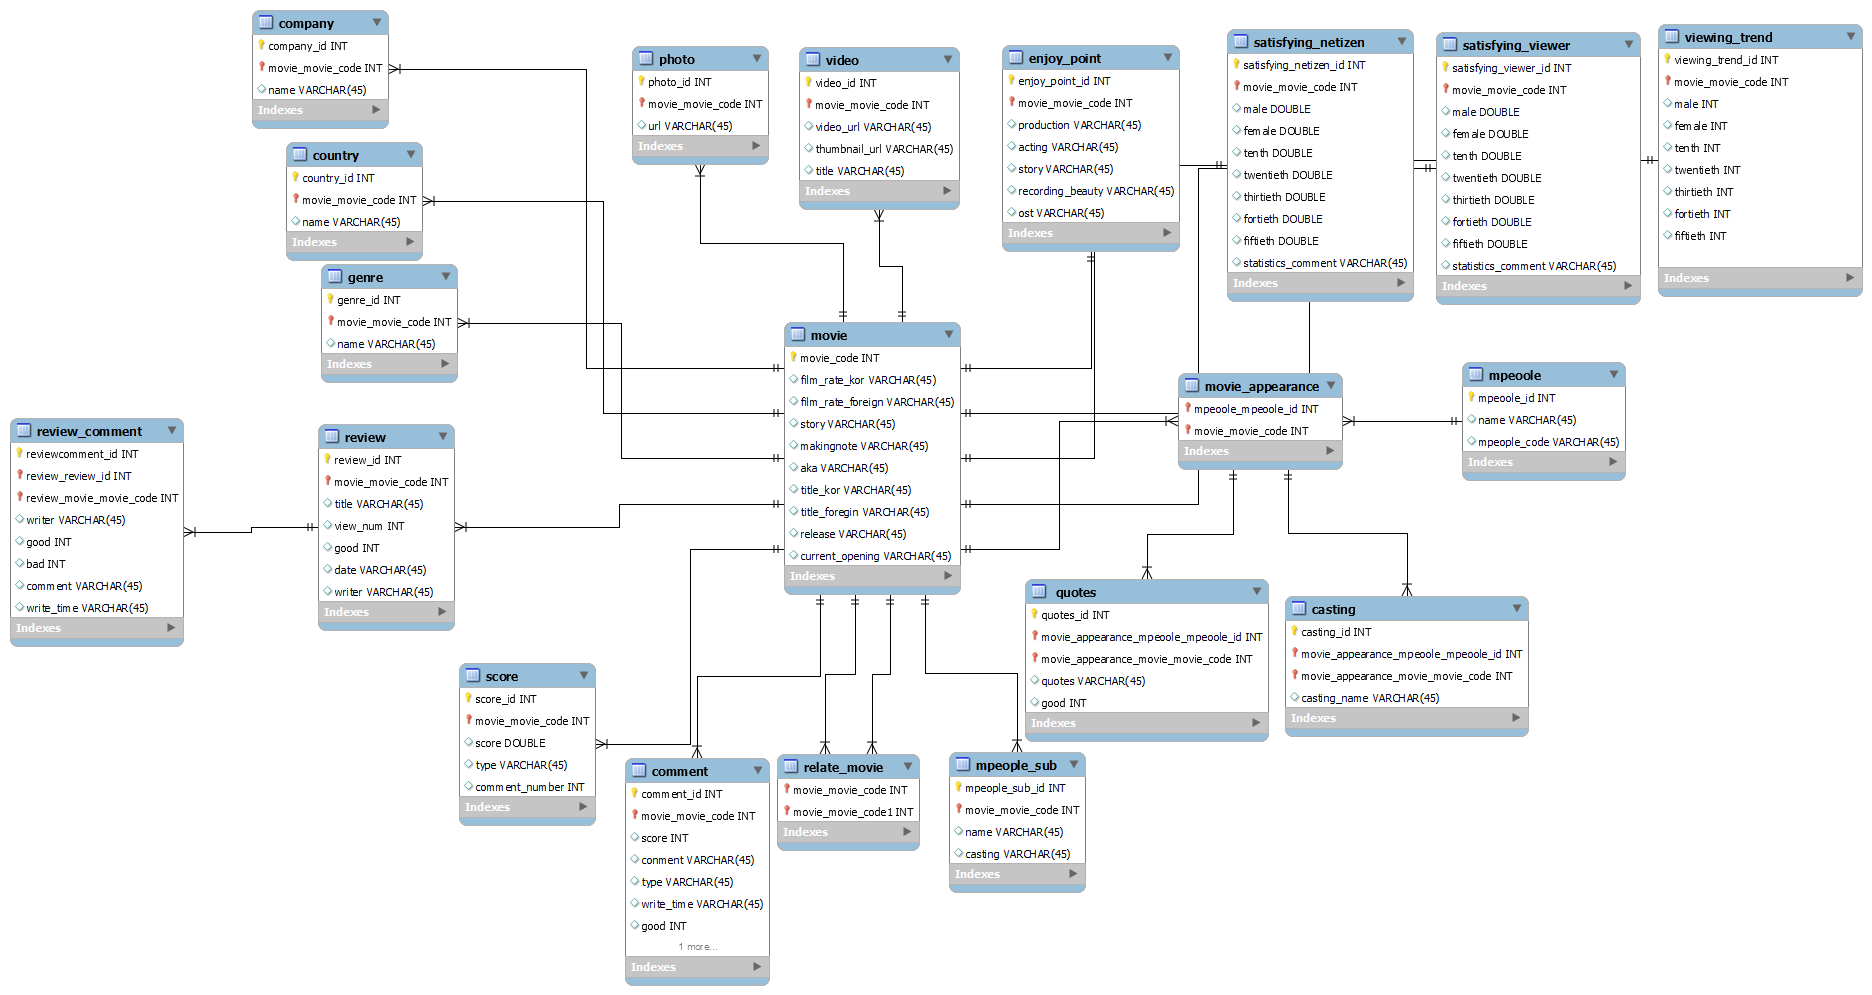 company
company_id INT
movie_movie_code INT
name VARCHAR(45)
Indexes
country
country_id INT
movie_movie_code INT
name VARCHAR(45)
Indexes
genre
genre_id INT
movie_movie_code INT
name VARCHAR(45)
Indexes
photo
photo_id INT
movie_movie_code INT
url VARCHAR(45)
Indexes
video
video_id INT
movie_movie_code INT
video_url VARCHAR(45)
thumbnail_url VARCHAR(45)
title VARCHAR(45)
Indexes
enjoy_point
enjoy_point_id INT
movie_movie_code INT
production VARCHAR(45)
acting VARCHAR(45)
story VARCHAR(45)
recording_beauty VARCHAR(45)
ost VARCHAR(45)
Indexes
satisfying_netizen
satisfying_netizen_id INT
movie_movie_code INT
male DOUBLE
female DOUBLE
tenth DOUBLE
twentieth DOUBLE
thirtieth DOUBLE
fortieth DOUBLE
fiftieth DOUBLE
statistics_comment VARCHAR(45)
Indexes
satisfying_viewer
satisfying_viewer_id INT
movie_movie_code INT
male DOUBLE
female DOUBLE
tenth DOUBLE
twentieth DOUBLE
thirtieth DOUBLE
fortieth DOUBLE
fiftieth DOUBLE
statistics_comment VARCHAR(45)
Indexes
viewing_trend
viewing_trend_id INT
movie_movie_code INT
male INT
female INT
tenth INT
twentieth INT
thirtieth INT
fortieth INT
fiftieth INT
Indexes
review_comment
reviewcomment_id INT
review_review_id INT
review_movie_movie_code INT
writer VARCHAR(45)
good INT
bad INT
comment VARCHAR(45)
write_time VARCHAR(45)
Indexes
review
review_id INT
movie_movie_code INT
title VARCHAR(45)
view_num INT
good INT
date VARCHAR(45)
writer VARCHAR(45)
Indexes
movie
movie_code INT
film_rate_kor VARCHAR(45)
film_rate_foreign VARCHAR(45)
story VARCHAR(45)
makingnote VARCHAR(45)
aka VARCHAR(45)
title_kor VARCHAR(45)
title_foregin VARCHAR(45)
release VARCHAR(45)
current_opening VARCHAR(45)
Indexes
movie_appearance
mpeoole_mpeoole_id INT
movie_movie_code INT
Indexes
mpeoole
mpeoole_id INT
name VARCHAR(45)
mpeople_code VARCHAR(45)
Indexes
quotes
quotes_id INT
movie_appearance_mpeoole_mpeoole_id INT
movie_appearance_movie_movie_code INT
quotes VARCHAR(45)
good INT
Indexes
casting
casting_id INT
movie_appearance_mpeoole_mpeoole_id INT
movie_appearance_movie_movie_code INT
casting_name VARCHAR(45)
Indexes
score
score_id INT
movie_movie_code INT
score DOUBLE
type VARCHAR(45)
comment_number INT
Indexes
comment
comment_id INT
movie_movie_code INT
score INT
conment VARCHAR(45)
type VARCHAR(45)
write_time VARCHAR(45)
good INT
1 more...
Indexes
relate_movie
movie_movie_code INT
movie_movie_code1 INT
Indexes
mpeople_sub
mpeople_sub_id INT
movie_movie_code INT
name VARCHAR(45)
casting VARCHAR(45)
Indexes